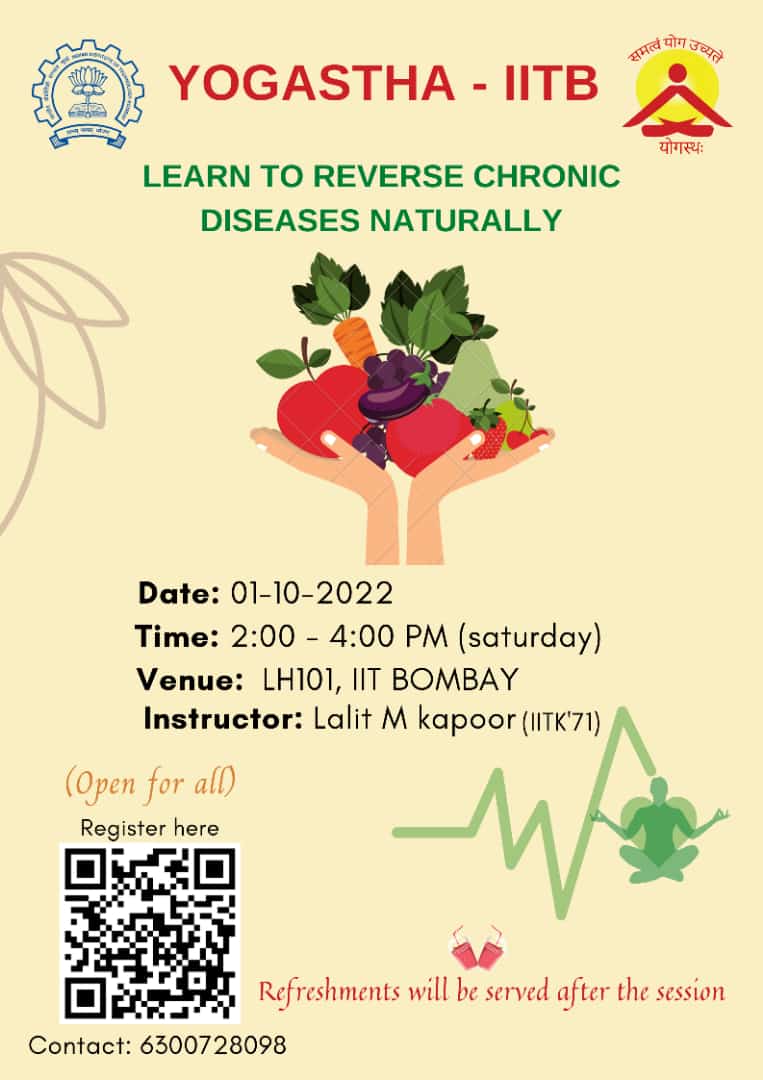 YOGASTHA - IITB
समत्वं योग उच्यते
योगस्थः
LEARN TO REVERSE CHRONIC
DISEASES NATURALLY
Date: 01-10-2022
Time: 2:00 - 4:00 PM (saturday)
Venue: LH101, IIT BOMBAY
Instructor: Lalit M kapoor (IITK'71)
(Open for all)
Register here
Refreshments will be served after the session
Contact: 6300728098